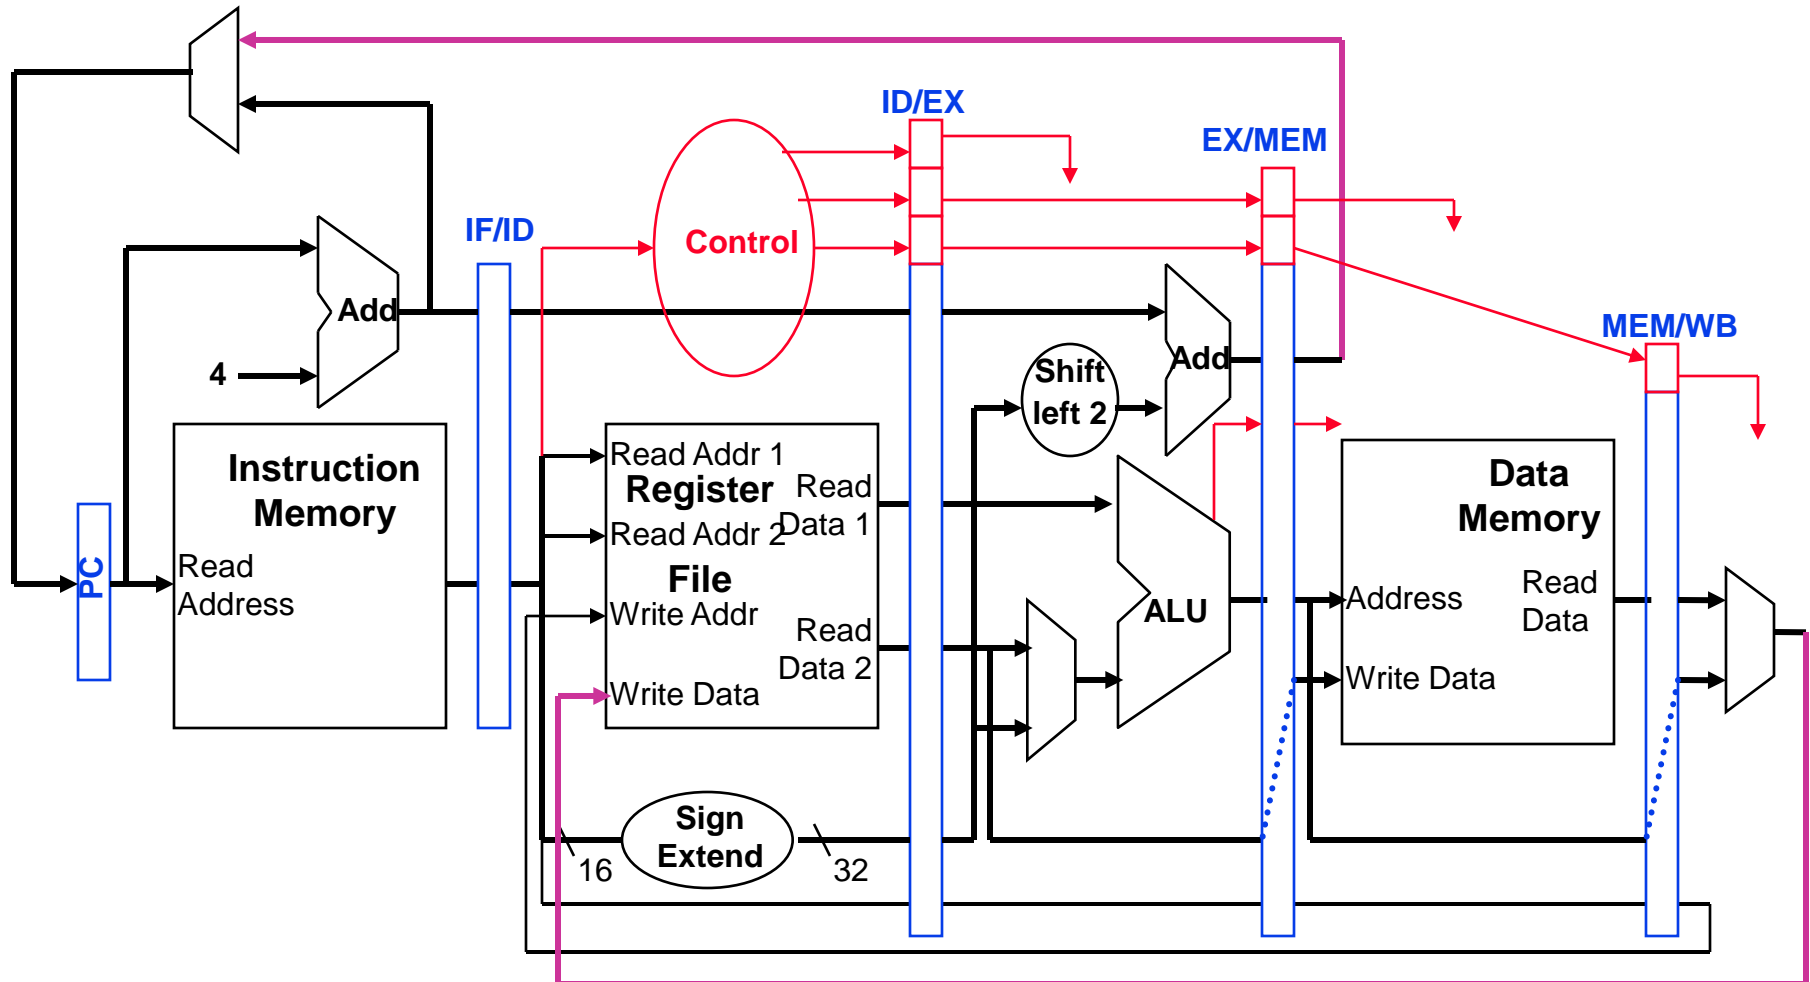 ID/EX
EX/MEM
IF/ID
Control
Add
MEM/WB
4
Shift
left 2
Add
Instruction
Memory
Read Addr 1
Register
Read
Data 1
Read Addr 2
File
Write Addr
Read
Data 2
Write Data
Data
Memory
PC
Read
Address
ALU
Address
Read
Data
Write Data
Sign
Extend
16
32